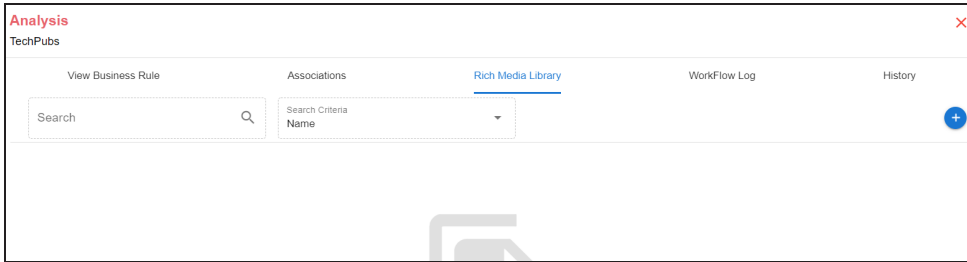 Analysis
TechPubs
View Business Rule Associations Rich Media Library WorkFlow Log History
Search
Search Criteria
Name